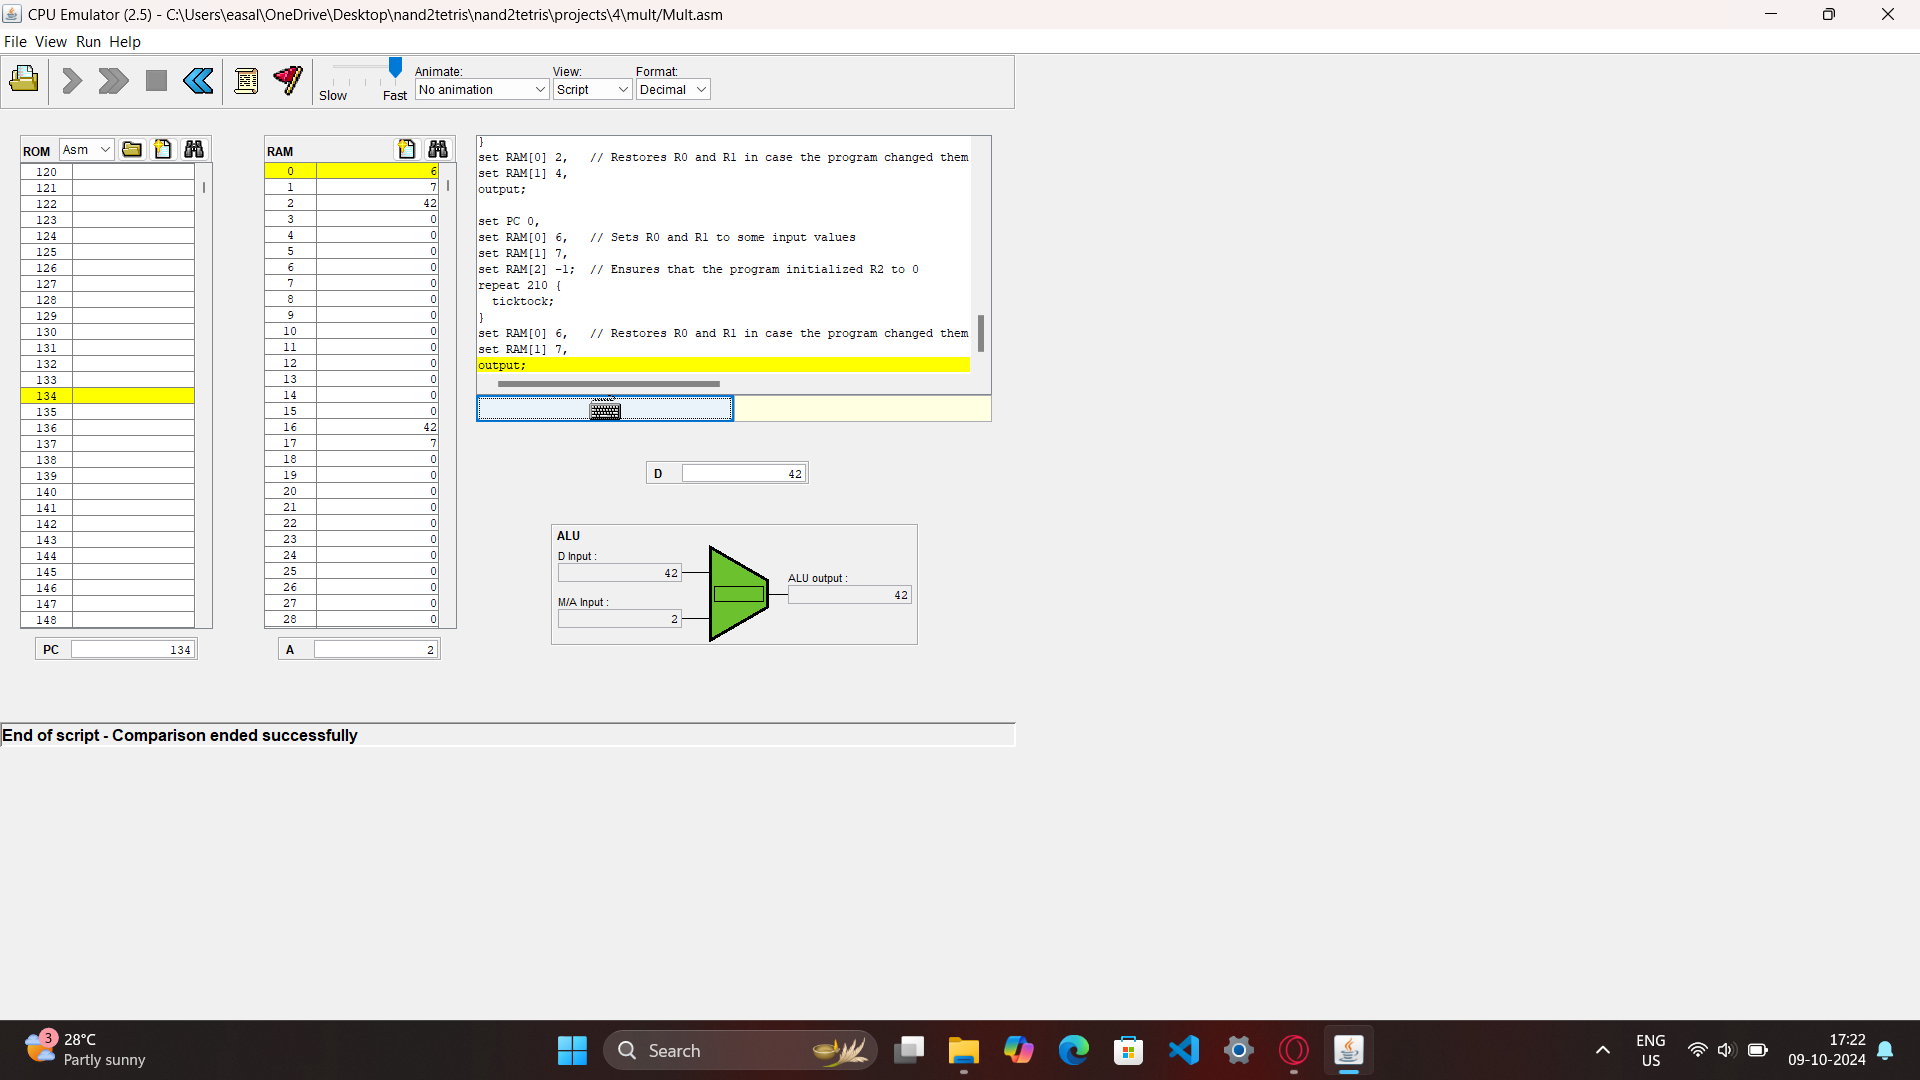 CPU Emulator (2.5) - C:\Users\easal\OneDrive\Desktop\nand2tetris\nand2tetris\projects\4\mult/Mult.asm
File View Run Help
Slow Fast
Animate:
No animation
View:
Script
Format:
Decimal
ROM Asm
120
121
122
123
124
125
126
127
128
129
130
131
132
133
134
135
136
137
138
139
140
141
142
143
144
145
146
147
148
PC 134
RAM
0 6
1 7
2 42
3 0
4 0
5 0
6 0
7 0
8 0
9 0
10 0
11 0
12 0
13 0
14 0
15 0
16 42
17 7
18 0
19 0
20 0
21 0
22 0
23 0
24 0
25 0
26 0
27 0
28 0
A 2
}
set RAM[0] 2,   // Restores R0 and R1 in case the program changed them
set RAM[1] 4,
output;
set PC 0,
set RAM[0] 6,   // Sets R0 and R1 to some input values
set RAM[1] 7,
set RAM[2] -1;  // Ensures that the program initialized R2 to 0
repeat 210 {
  ticktock;
}
set RAM[0] 6,   // Restores R0 and R1 in case the program changed them
set RAM[1] 7,
output;
D 42
ALU
D Input :
42
M/A Input :
2
ALU output :
42
End of script - Comparison ended successfully
3
28°C
Partly sunny
Search
ENG
US
17:22
09-10-2024